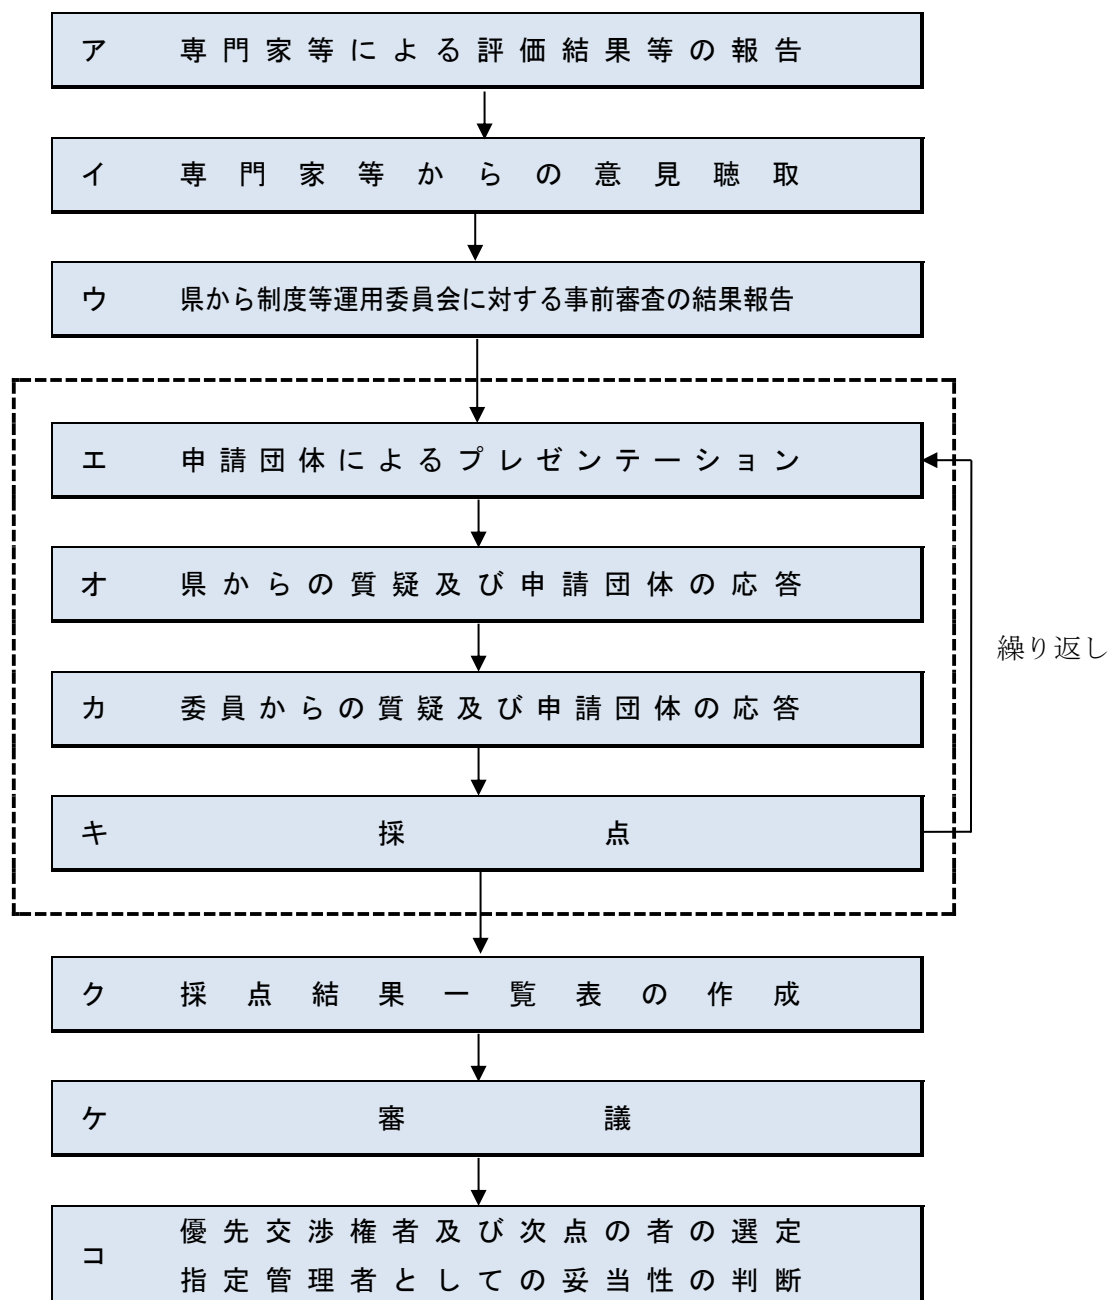 ア 専門家等による評価結果等の報告
イ 専門家等からの意見聴取
ウ 県から制度等運用委員会に対する事前審査の結果報告
エ 申請団体によるプレゼンテーション
オ 県からの質疑及び申請団体の応答
繰り返し
カ 委員からの質疑及び申請団体の応答
キ 採点
ク 採点結果一覧表の作成
ケ 審議
コ 優先交渉権者及び次点の者の選定
指定管理者としての妥当性の判断